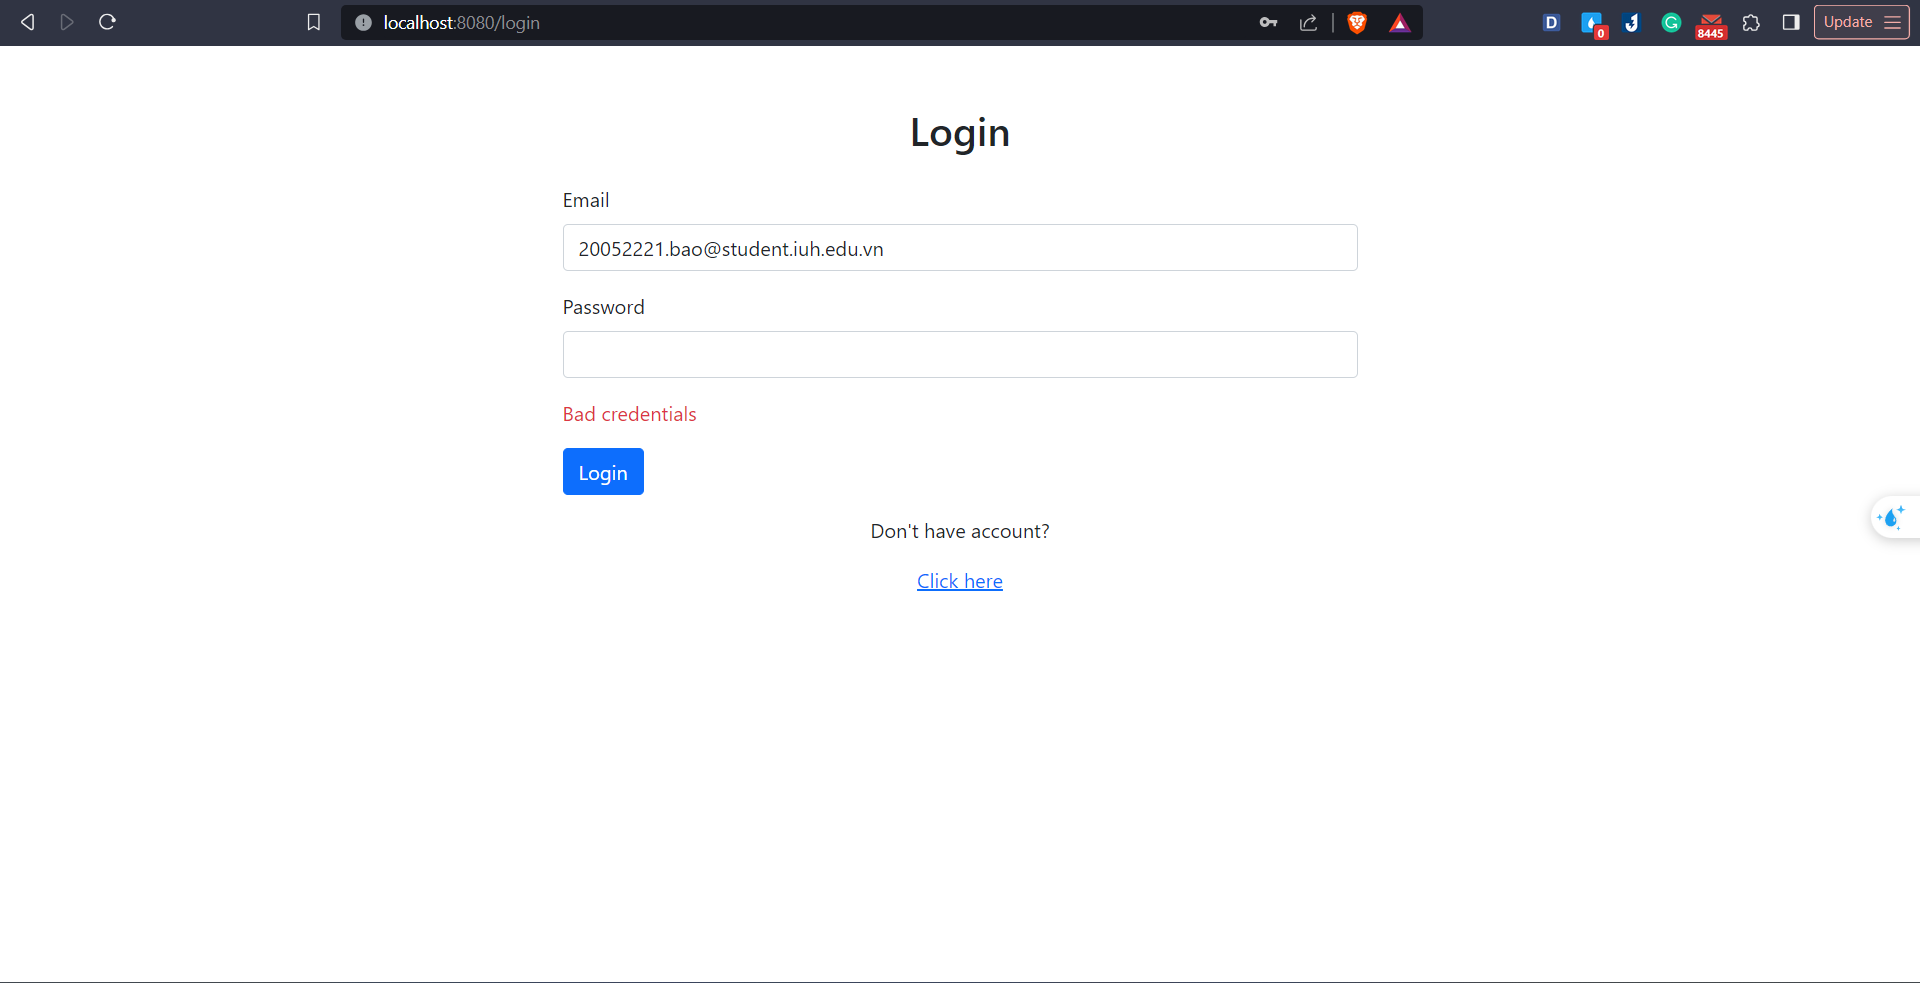 localhost:8080/login
D
0
G
8445
Update
Login
Email
20052221.bao@student.iuh.edu.vn
Password
Bad credentials
Login
Don't have account?
Click here